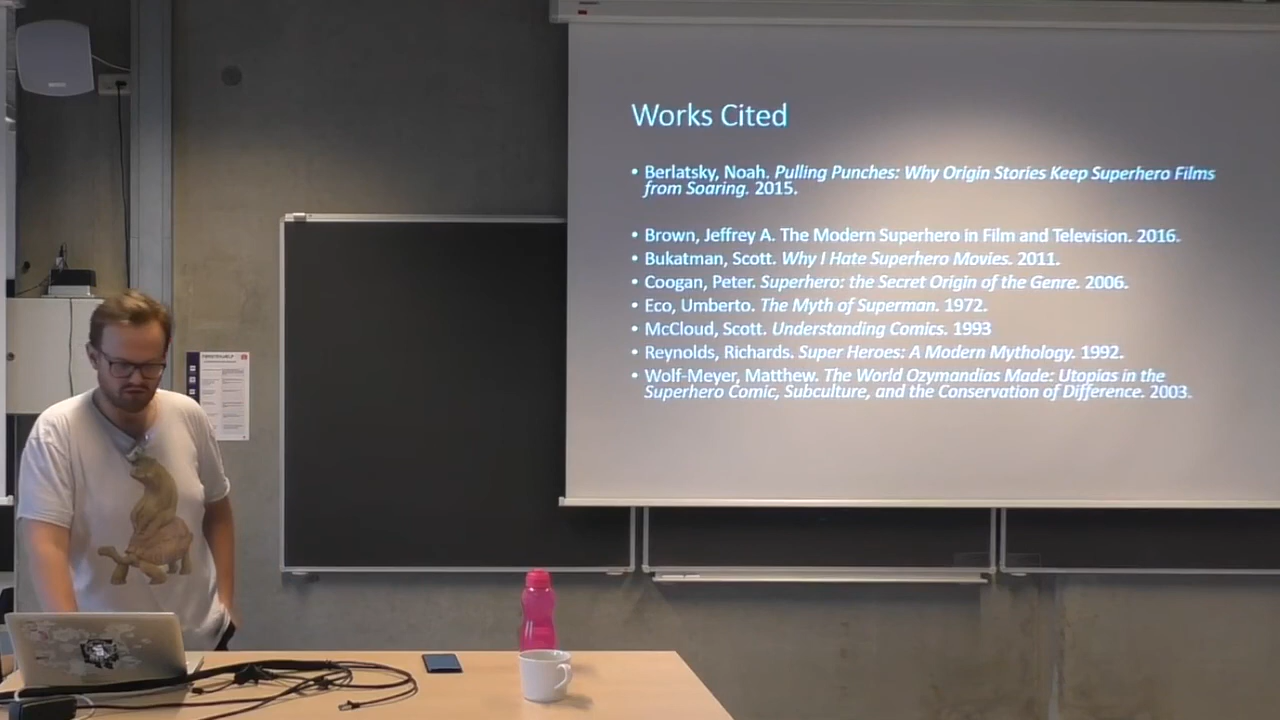 Works Cited
• Berlatsky, Noah. Pulling Punches: Why Origin Stories Keep Superhero Films
from Soaring. 2015.
• Brown, Jeffrey A. The Modern Superhero in Film and Television. 2016.
• Bukatman, Scott. Why I Hate Superhero Movies. 2011.
• Coogan, Peter. Superhero: the Secret Origin of the Genre. 2006.
• Eco, Umberto. The Myth of Superman. 1972.
• McCloud, Scott. Understanding Comics. 1993
• Reynolds, Richards. Super Heroes: A Modern Mythology. 1992.
• Wolf-Meyer, Matthew. The World Ozymandias Made: Utopias in the
Superhero Comic, Subculture, and the Conservation of Difference. 2003.